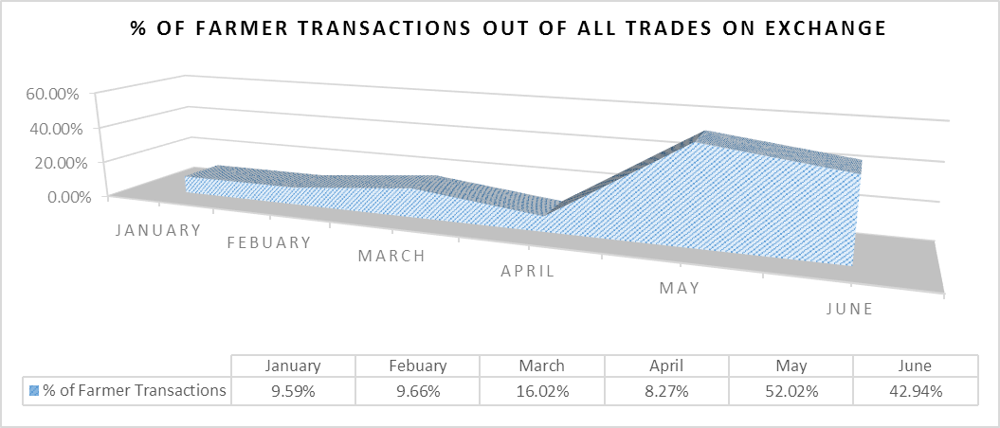 % OF FARMER TRANSACTIONS OUT OF ALL TRADES ON EXCHANGE
60.00%
40.00%
20.00%
0.00%
JANUARY
FEBUARY
MARCH
APRIL
MAY
JUNE
January Febuary March April May June
% of Farmer Transactions 9.59% 9.66% 16.02% 8.27% 52.02% 42.94%